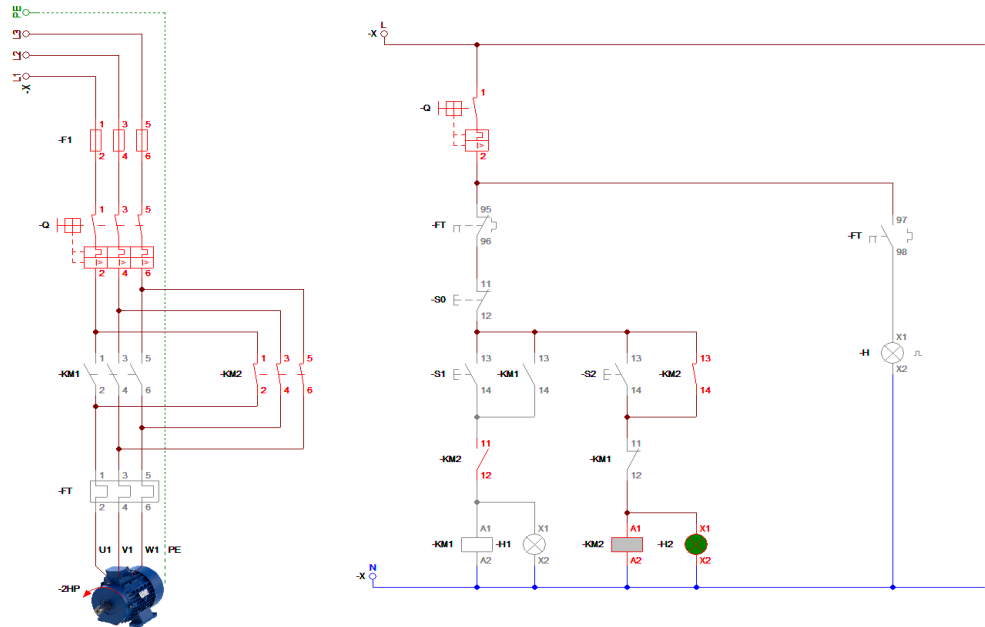 PE
L3
L2
L1
-X
-F1
1 3 5
2 4 6
-Q
1 3 5
I> I> I>
2 4 6
-KM1
1 3 5
2 4 6
-KM2
1 3 5
2 4 6
-FT
1 3 5
2 4 6
U1 V1 W1 PE
-2HP
L
-X
-Q
1
I>
2
-FT
95
96
-FT
97
98
-S0
11
12
-S1
13
14
-KM1
13
14
-S2
13
14
-KM2
13
14
-H
X1
X2
-KM2
11
12
-KM1
11
12
-KM1
A1
A2
-H1
X1
X2
-KM2
A1
A2
-H2
X1
X2
N
-X